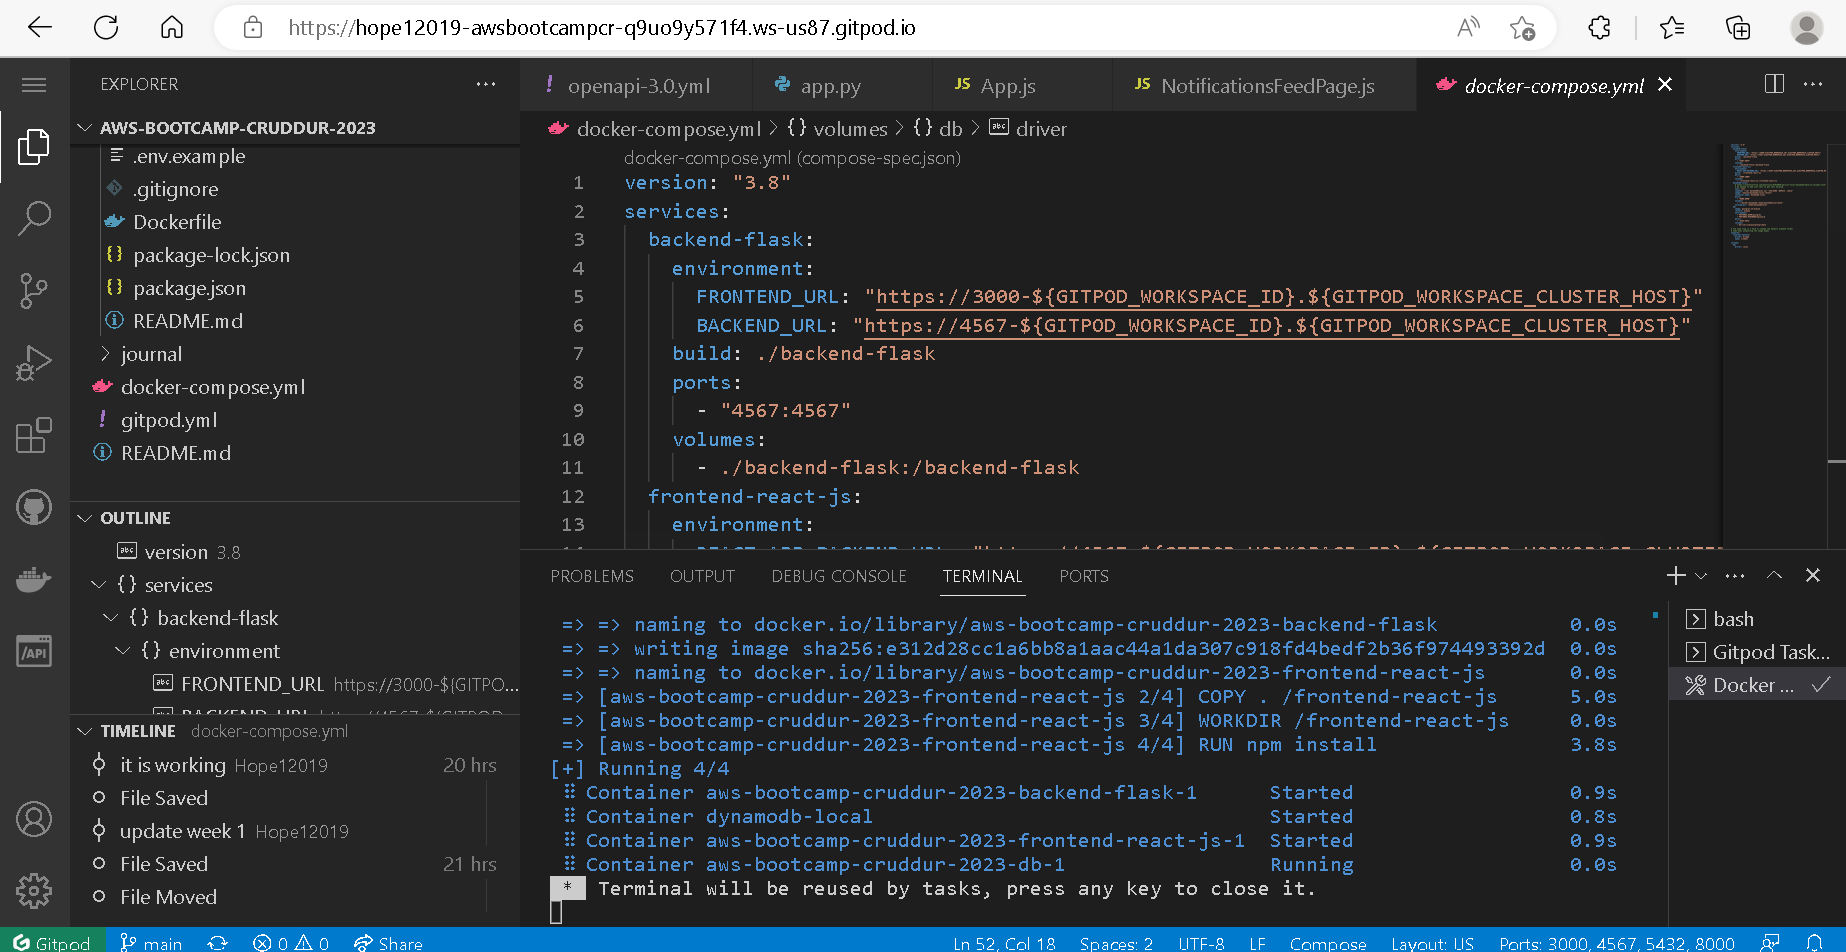 https://hope12019-awsbootcampcr-q9uo9y571f4.ws-us87.gitpod.io
EXPLORER
AWS-BOOTCAMP-CRUDDUR-2023
.env.example
.gitignore
Dockerfile
package-lock.json
package.json
README.md
journal
docker-compose.yml
gitpod.yml
README.md
OUTLINE
version 3.8
services
backend-flask
environment
FRONTEND_URL https://3000-${GITPO...
TIMELINE docker-compose.yml
it is working Hope12019 20 hrs
File Saved
update week 1 Hope12019
File Saved 21 hrs
File Moved
openapi-3.0.yml
app.py
JS App.js
JS NotificationsFeedPage.js
docker-compose.yml
docker-compose.yml > {} volumes > {} db > abc driver
docker-compose.yml (compose-spec.json)
1 version: "3.8"
2 services:
3 backend-flask:
4 environment:
5 FRONTEND_URL: "https://3000-${GITPOD_WORKSPACE_ID}.${GITPOD_WORKSPACE_CLUSTER_HOST}"
6 BACKEND_URL: "https://4567-${GITPOD_WORKSPACE_ID}.${GITPOD_WORKSPACE_CLUSTER_HOST}"
7 build: ./backend-flask
8 ports:
9 - "4567:4567"
10 volumes:
11 - ./backend-flask:/backend-flask
12 frontend-react-js:
13 environment:
PROBLEMS OUTPUT DEBUG CONSOLE TERMINAL PORTS
=> => naming to docker.io/library/aws-bootcamp-cruddur-2023-backend-flask 0.0s
=> => writing image sha256:e312d28cc1a6bb8a1aac44a1da307c918fd4bedf2b36f974493392d 0.0s
=> => naming to docker.io/library/aws-bootcamp-cruddur-2023-frontend-react-js 0.0s
=> [aws-bootcamp-cruddur-2023-frontend-react-js 2/4] COPY . /frontend-react-js 5.0s
=> [aws-bootcamp-cruddur-2023-frontend-react-js 3/4] WORKDIR /frontend-react-js 0.0s
=> [aws-bootcamp-cruddur-2023-frontend-react-js 4/4] RUN npm install 3.8s
[+] Running 4/4
⠿ Container aws-bootcamp-cruddur-2023-backend-flask-1 Started 0.9s
⠿ Container dynamodb-local Started 0.8s
⠿ Container aws-bootcamp-cruddur-2023-frontend-react-js-1 Started 0.9s
⠿ Container aws-bootcamp-cruddur-2023-db-1 Running 0.0s
* Terminal will be reused by tasks, press any key to close it.
bash
Gitpod Task...
Docker ...
/API
Gitpod main 0 0 Share Ln 52, Col 18 Spaces: 2 UTF-8 LF Compose Layout: US Ports: 3000, 4567, 5432, 8000